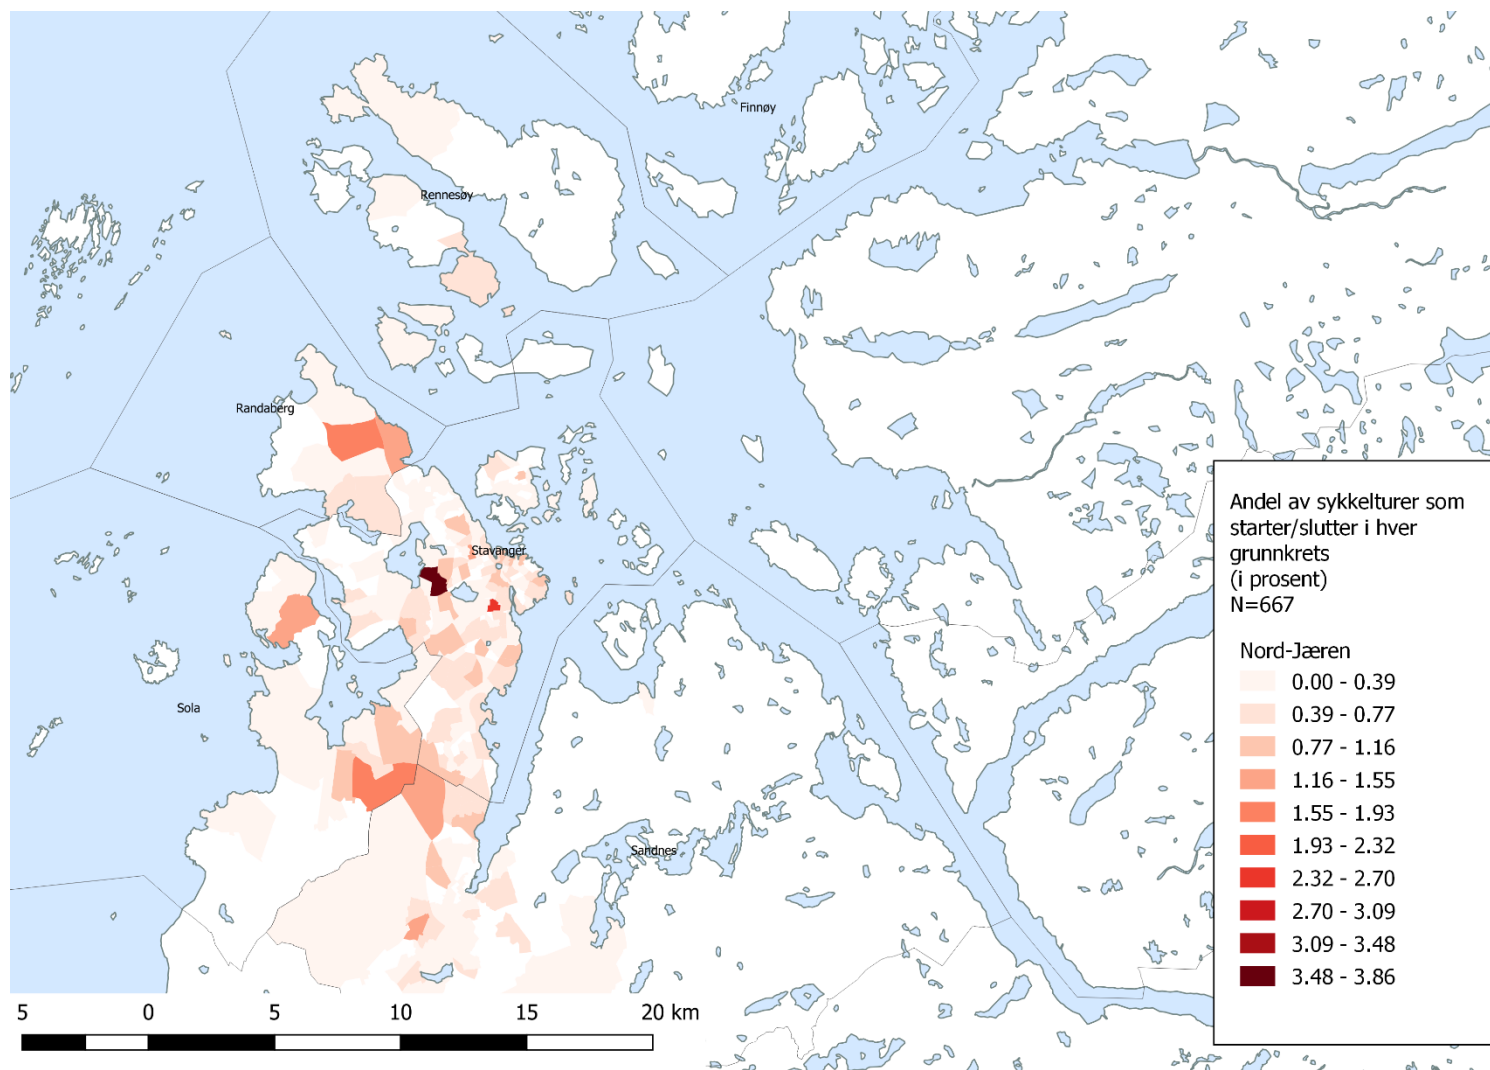 Finnøy
Rennesøy
Randaberg
Stavanger
Sola
Sandnes
Andel av sykkelturer som
starter/slutter i hver
grunnkrets
(i prosent)
N=667
Nord-Jæren
0.00 - 0.39
0.39 - 0.77
0.77 - 1.16
1.16 - 1.55
1.55 - 1.93
1.93 - 2.32
2.32 - 2.70
2.70 - 3.09
3.09 - 3.48
3.48 - 3.86
5 0 5 10 15 20 km